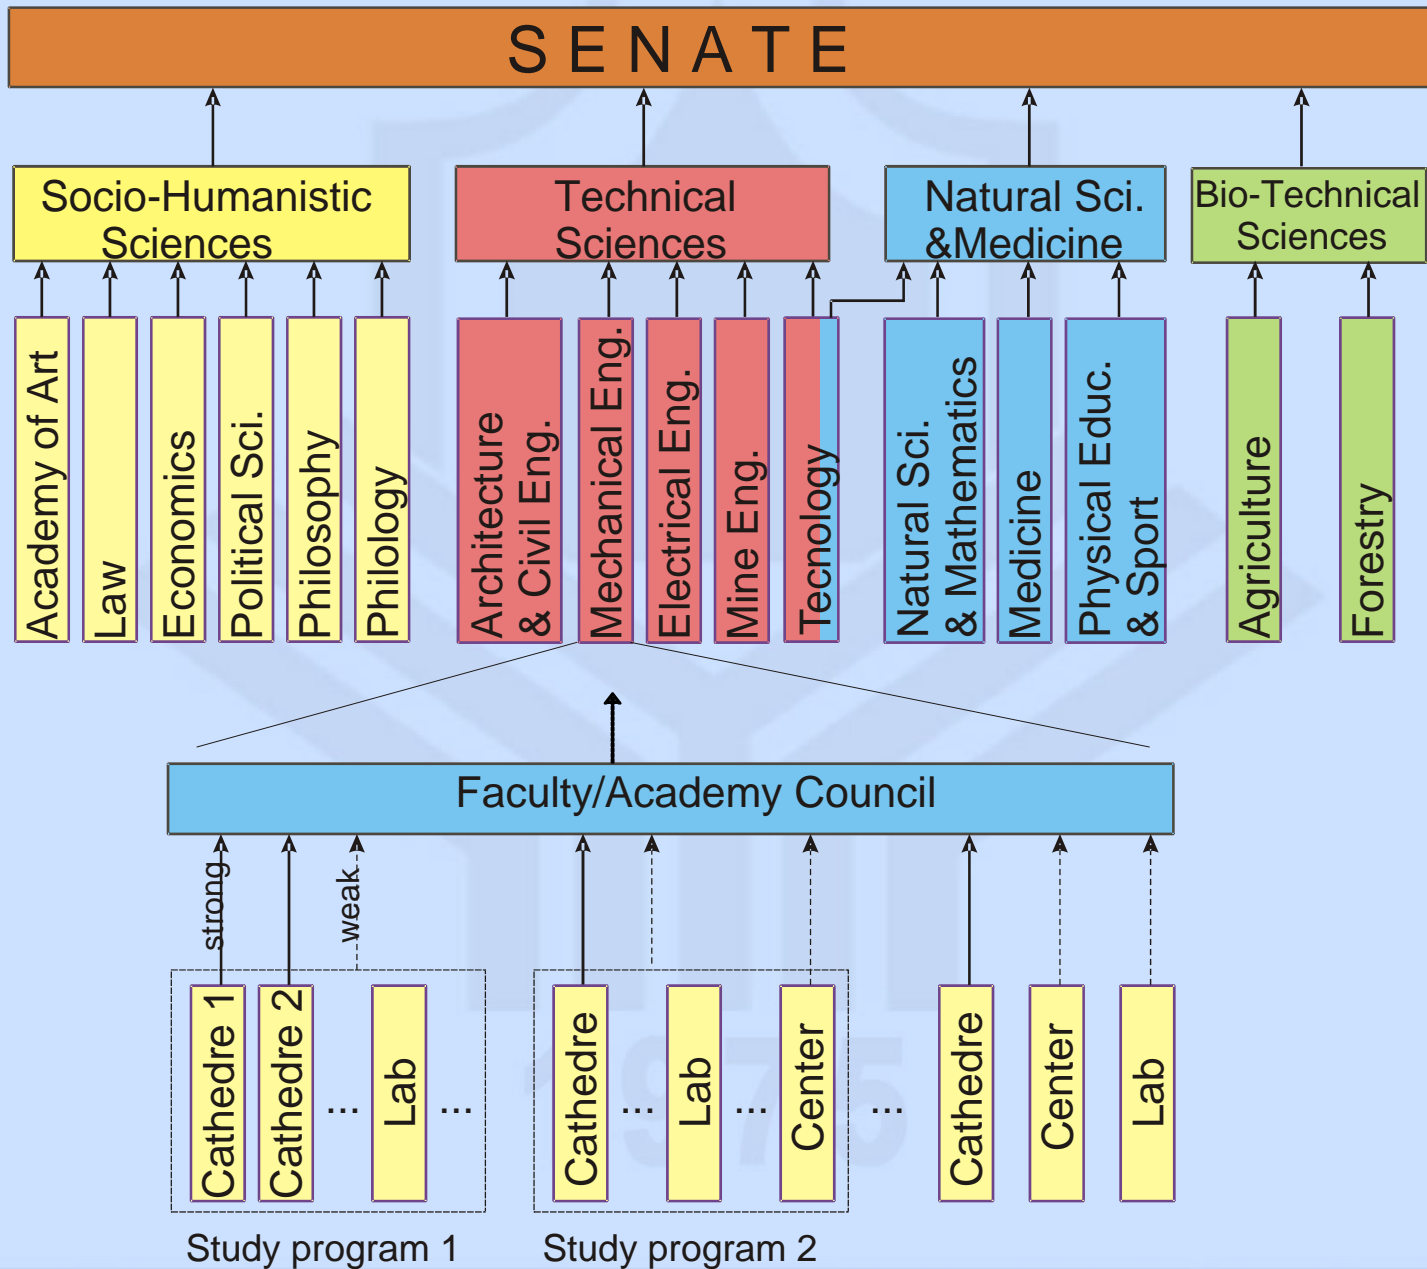 S E N A T E
Socio-Humanistic
Sciences
Technical
Sciences
Natural Sci.
&Medicine
Bio-Technical
Sciences
Academy of Art
Law
Economics
Political Sci.
Philosophy
Philology
Architecture
& Civil Eng.
Mechanical Eng.
Electrical Eng.
Mine Eng.
Tecnology
Natural Sci.
& Mathematics
Medicine
Physical Educ.
& Sport
Agriculture
Forestry
Faculty/Academy Council
strong
weak
Cathedre 1
Cathedre 2
...
Lab
...
Cathedre
...
Lab
...
Center
...
Cathedre
Center
Lab
Study program 1
Study program 2
1975